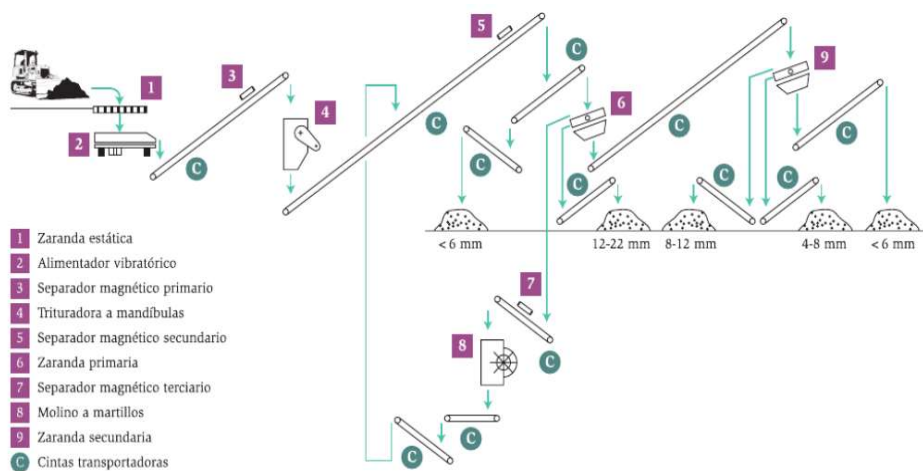 5
C
9
1
3
4
6
2
C
C
C
C
C
C
C
C
C
< 6 mm
12-22 mm
8-12 mm
4-8 mm
< 6 mm
7
8
C
C
C
1 Zaranda estática
2 Alimentador vibratórico
3 Separador magnético primario
4 Trituradora a mandíbulas
5 Separador magnético secundario
6 Zaranda primaria
7 Separador magnético terciario
8 Molino a martillos
9 Zaranda secundaria
C Cintas transportadoras